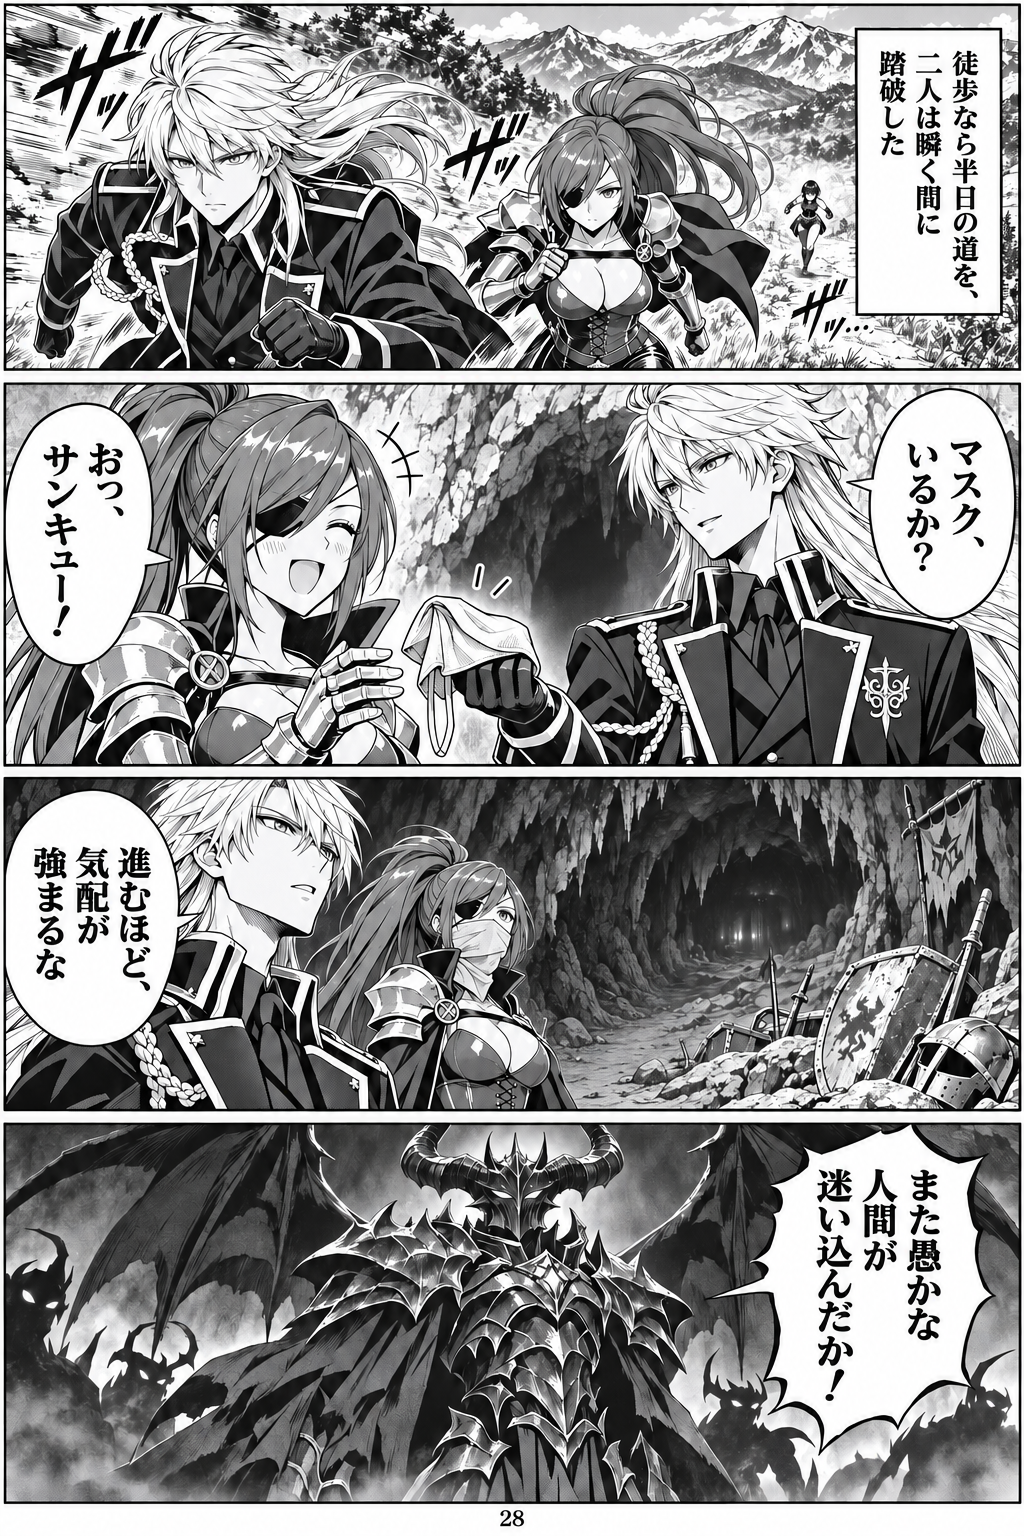 徒歩なら半日の道を、
二人は瞬く間に
踏破した
ザッ
ザッ
ザッ…
マスク、
いるか?
おっ、
サンキュー!
進むほど、
気配が
強まるな
また愚かな
人間が
迷い込んだか!
28